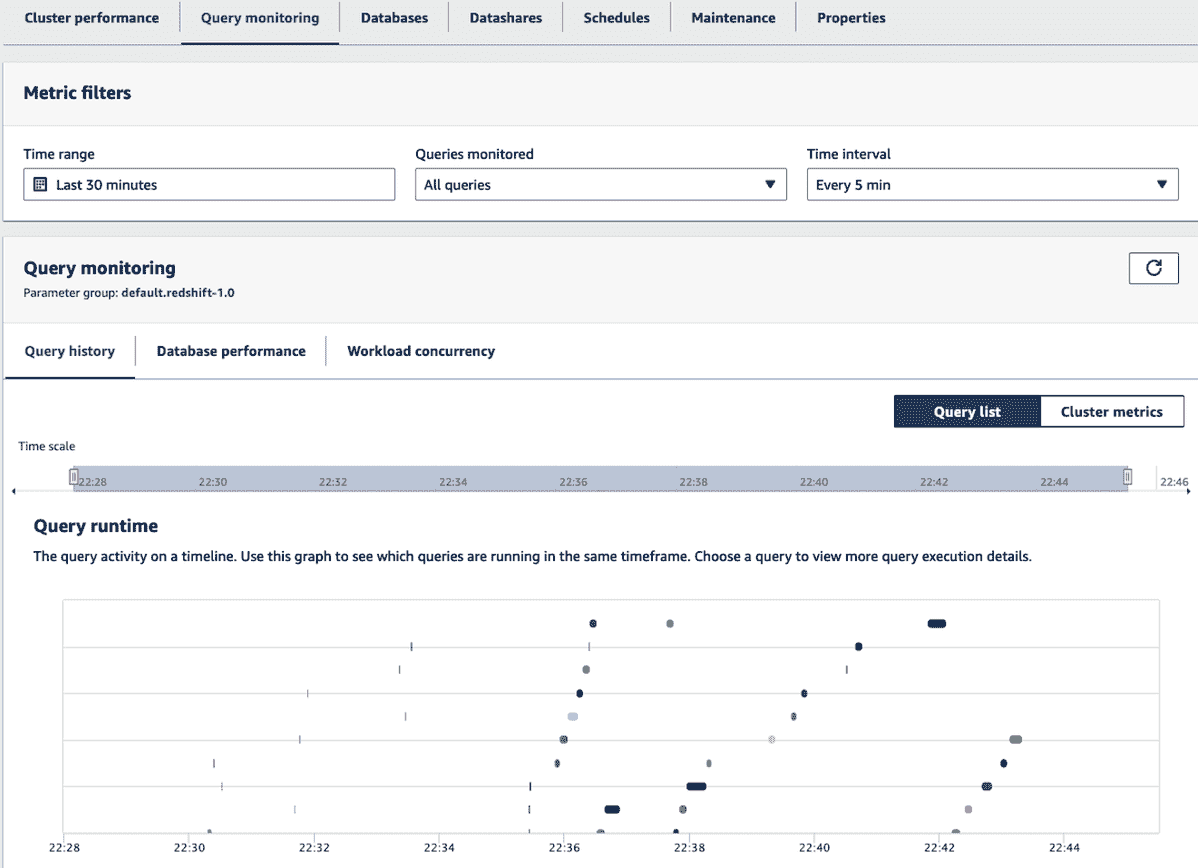 Cluster performance Query monitoring Databases Datashares Schedules Maintenance Properties
Metric filters
Time range Queries monitored Time interval
Last 30 minutes All queries Every 5 min
Query monitoring
Parameter group: default.redshift-1.0
Query history Database performance Workload concurrency
Query list Cluster metrics
Time scale
22:28 22:30 22:32 22:34 22:36 22:38 22:40 22:42 22:44 22:46
Query runtime
The query activity on a timeline. Use this graph to see which queries are running in the same timeframe. Choose a query to view more query execution details.
22:28 22:30 22:32 22:34 22:36 22:38 22:40 22:42 22:44